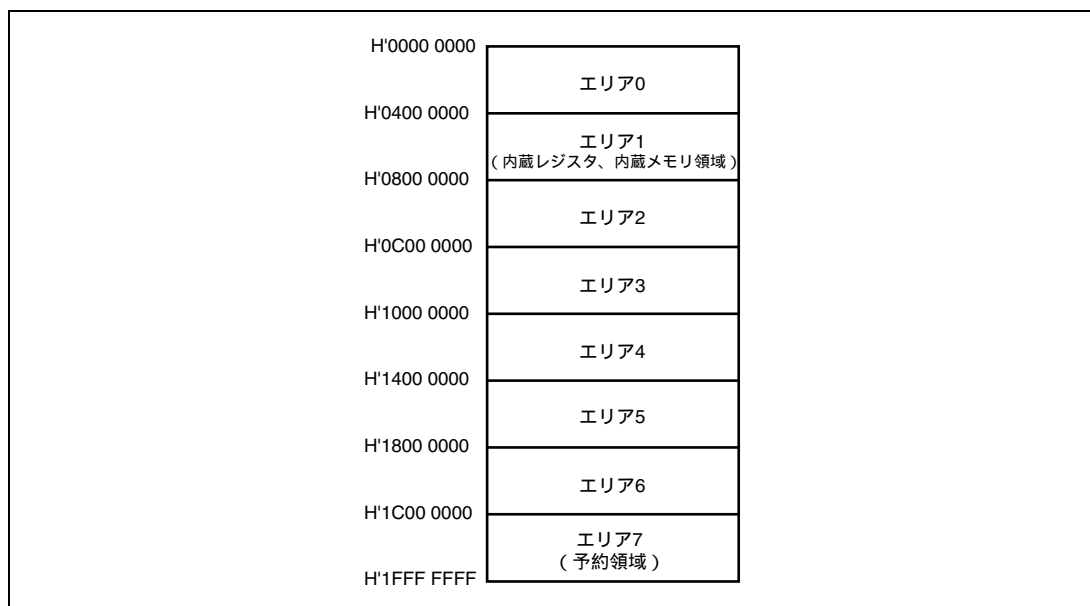 H'0000 0000
エリア0
H'0400 0000
エリア1
(内蔵レジスタ、内蔵メモリ領域)
H'0800 0000
エリア2
H'0C00 0000
エリア3
H'1000 0000
エリア4
H'1400 0000
エリア5
H'1800 0000
エリア6
H'1C00 0000
エリア7
(予約領域)
H'1FFF FFFF